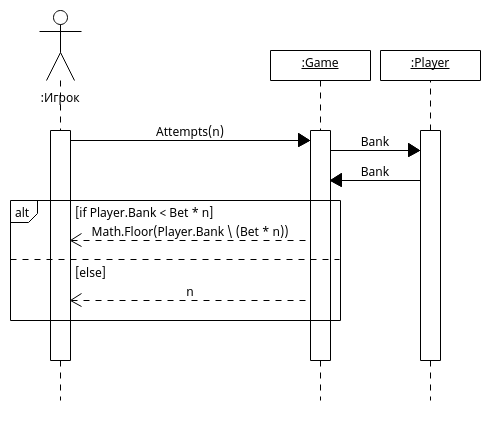 :Game
:Player
:Игрок
Attempts(n)
Bank
Bank
alt
[if Player.Bank < Bet * n]
Math.Floor(Player.Bank \ (Bet * n))
[else]
n